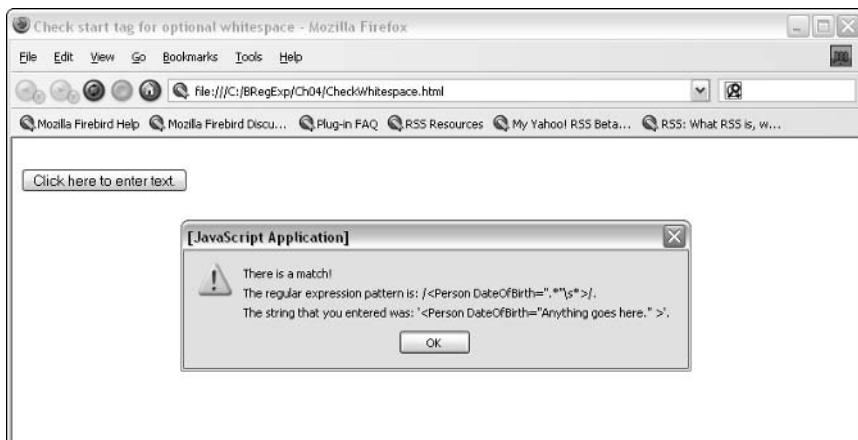 Check start tag for optional whitespace - Mozilla Firefox
File Edit View Go Bookmarks Tools Help
file:///C:/BRegExp/Ch04/CheckWhitespace.html
Mozilla Firebird Help Mozilla Firebird Discu... Plug-in FAQ RSS Resources My Yahoo! RSS Beta... RSS: What RSS is, w...
Click here to enter text.
[JavaScript Application]
There is a match!
The regular expression pattern is: /<Person DateOfBirth=".*"\s*>/.
The string that you entered was: '<Person DateOfBirth="Anything goes here." >'.
OK